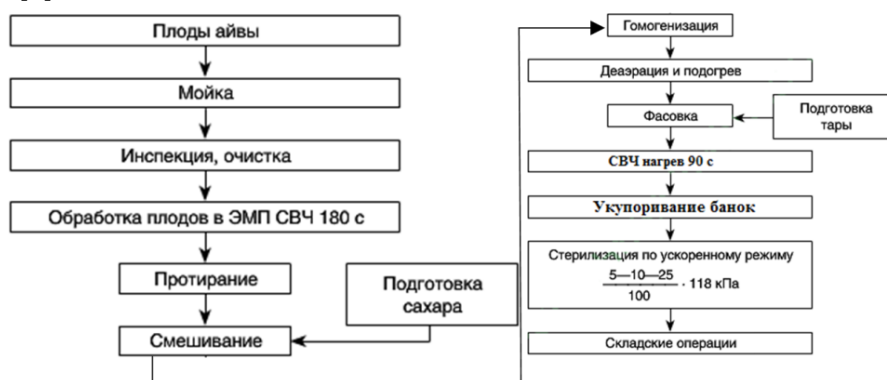 Плоды айвы
Мойка
Инспекция, очистка
Обработка плодов в ЭМП СВЧ 180 с
Протирание
Подготовка
сахара
Смешивание
Гомогенизация
Деаэрация и подогрев
Фасовка
Подготовка
тары
СВЧ нагрев 90 с
Укупоривание банок
Стерилизация по ускоренному режиму
5—10—25
100
· 118 кПа
Складские операции